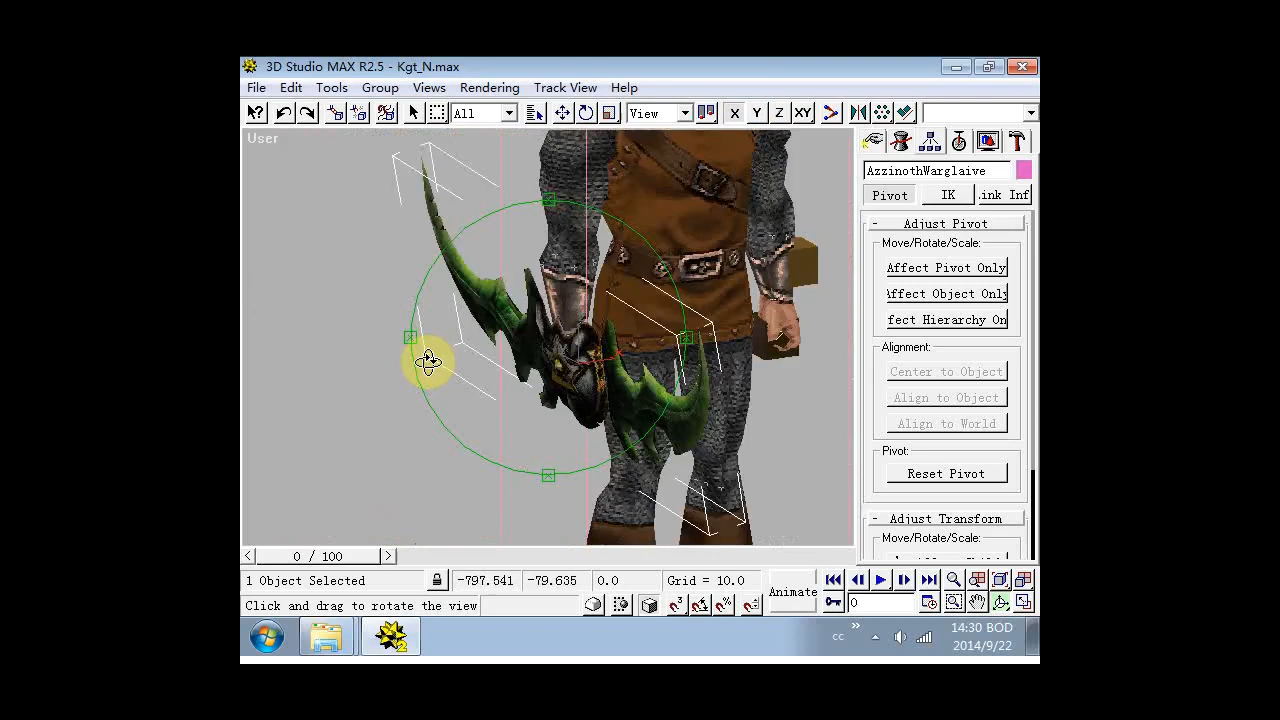 3D Studio MAX R2.5 - Kgt_N.max
File Edit Tools Group Views Rendering Track View Help
All View X Y Z XY
User
AzzinothWarglaive
Pivot IK .ink Inf
- Adjust Pivot
Move/Rotate/Scale:
Affect Pivot Only
Affect Object Only
fect Hierarchy On
Alignment:
Center to Object
Align to Object
Align to World
Pivot:
Reset Pivot
- Adjust Transform
Move/Rotate/Scale:
< 0 / 100 >
1 Object Selected -797.541 -79.635 0.0 Grid = 10.0
Animate
Click and drag to rotate the view
0
CC
14:30 BOD
2014/9/22